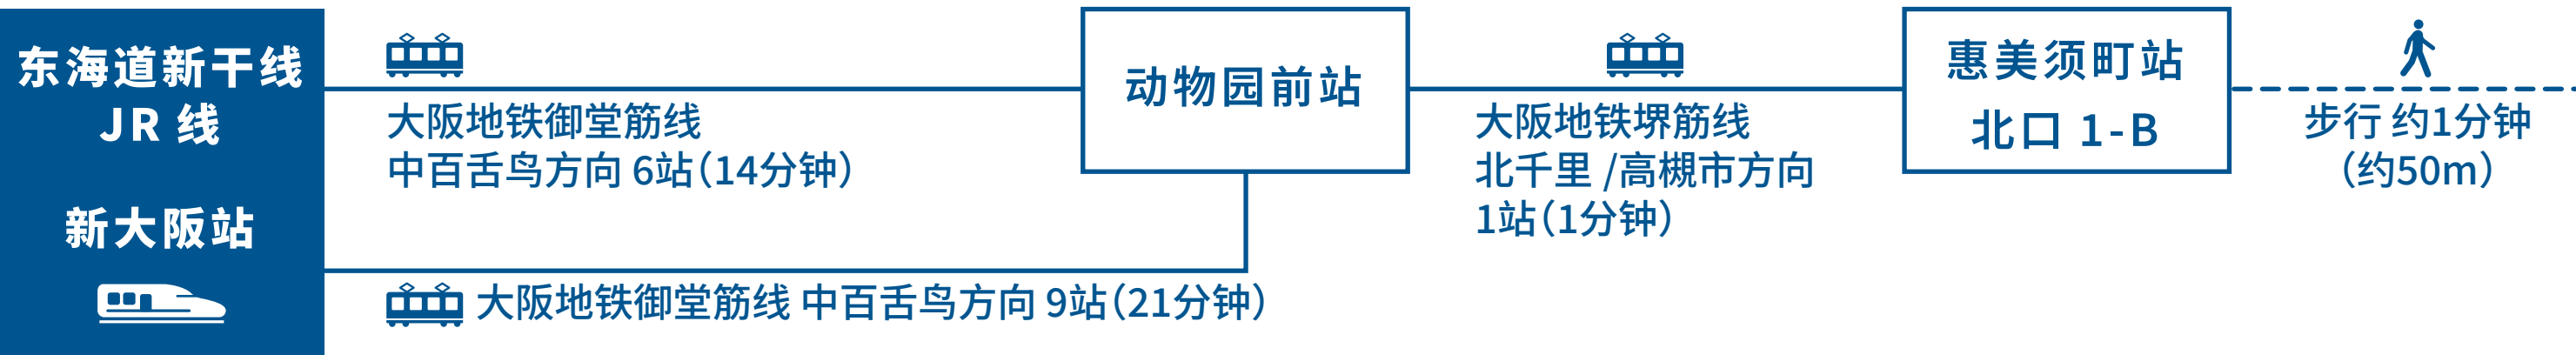 东海道新干线
JR 线
新大阪站
大阪地铁御堂筋线
中百舌鸟方向 6站(14分钟)
大阪地铁御堂筋线 中百舌鸟方向 9站(21分钟)
动物园前站
大阪地铁堺筋线
北千里 /高槻市方向
1站(1分钟)
惠美须町站
北口 1-B
步行 约1分钟
(约50m)